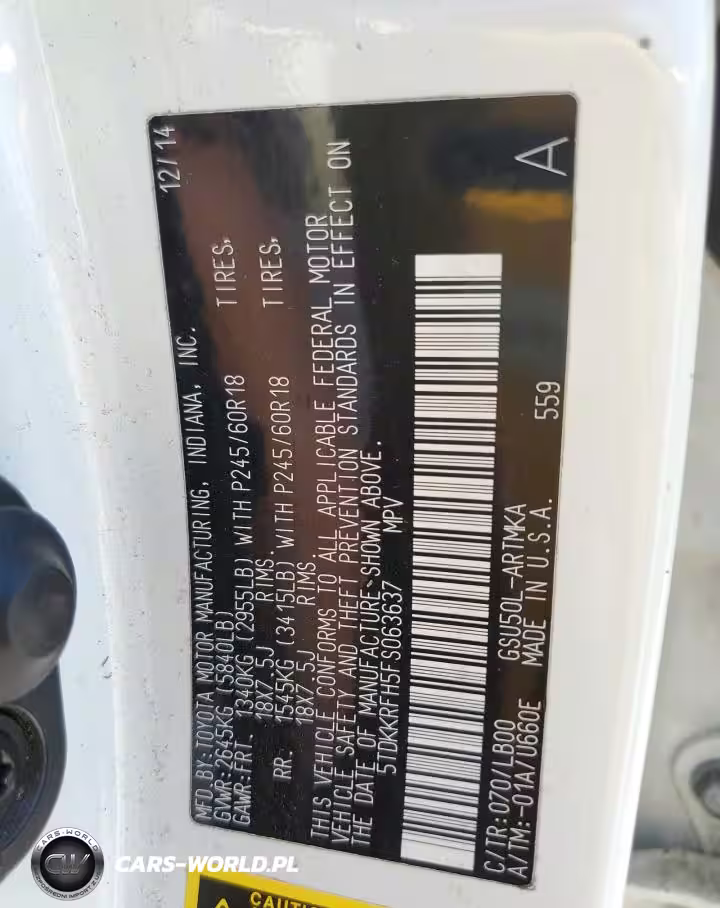 MFD. BY: TOYOTA MOTOR MANUFACTURING, INDIANA, INC. 12/14
GVWR: 2645KG (5840LB)
GAWR: FRT. 1340KG (2955LB) WITH P245/60R18 TIRES,
18X7.5J RIMS.
RR. 1545KG (3415LB) WITH P245/60R18 TIRES,
18X7.5J RIMS.
THIS VEHICLE CONFORMS TO ALL APPLICABLE FEDERAL MOTOR
VEHICLE SAFETY AND THEFT PREVENTION STANDARDS IN EFFECT ON
THE DATE OF MANUFACTURE SHOWN ABOVE.
5TDKKRFH5FS063637 MPV
C/TR: 070/LB00 GSU50L-ARTMKA 559
A/TM: -01A/U660E MADE IN U.S.A.
A
CAUTI
CARS-WORLD
CW
CARS-WORLD.PL